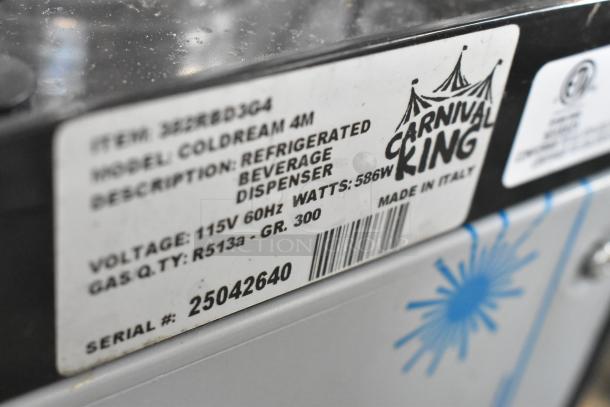 ITEM: 382RBD3G4
MODEL: COLDREAM 4M
DESCRIPTION: REFRIGERATED
BEVERAGE
DISPENSER
VOLTAGE: 115V 60Hz WATTS: 586W
GAS/Q.TY: R513a - GR. 300
SERIAL #: 25042640
CARNIVAL
KING
MADE IN ITALY